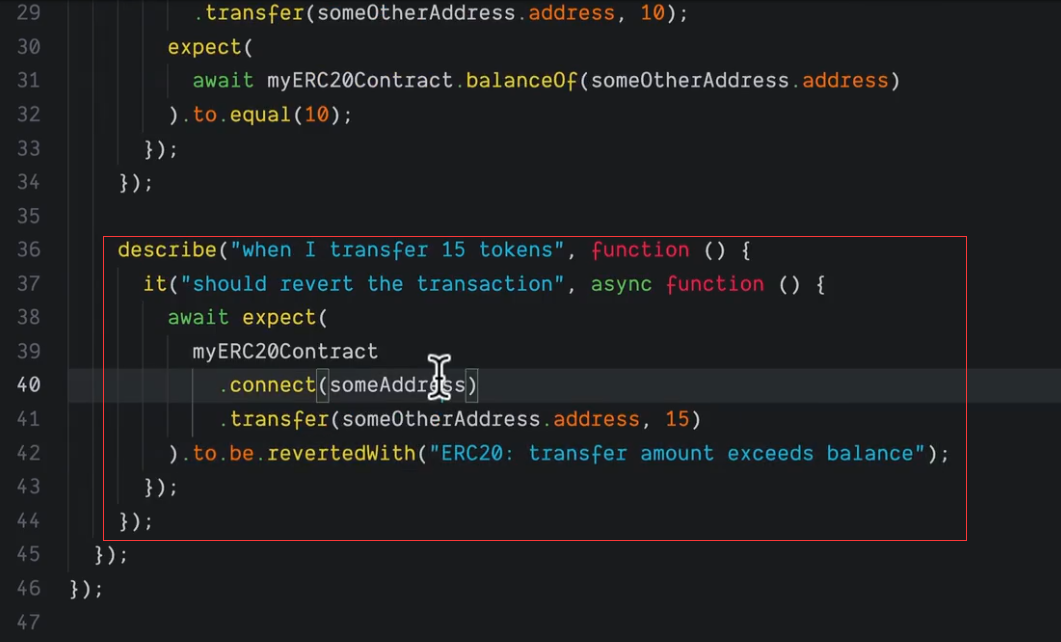 29 .transfer(someOtherAddress.address, 10);
30 expect(
31 await myERC20Contract.balanceOf(someOtherAddress.address)
32 ).to.equal(10);
33 });
34 });
35
36 describe("when I transfer 15 tokens", function () {
37 it("should revert the transaction", async function () {
38 await expect(
39 myERC20Contract
40 .connect(someAddress)
41 .transfer(someOtherAddress.address, 15)
42 ).to.be.revertedWith("ERC20: transfer amount exceeds balance");
43 });
44 });
45 });
46 });
47